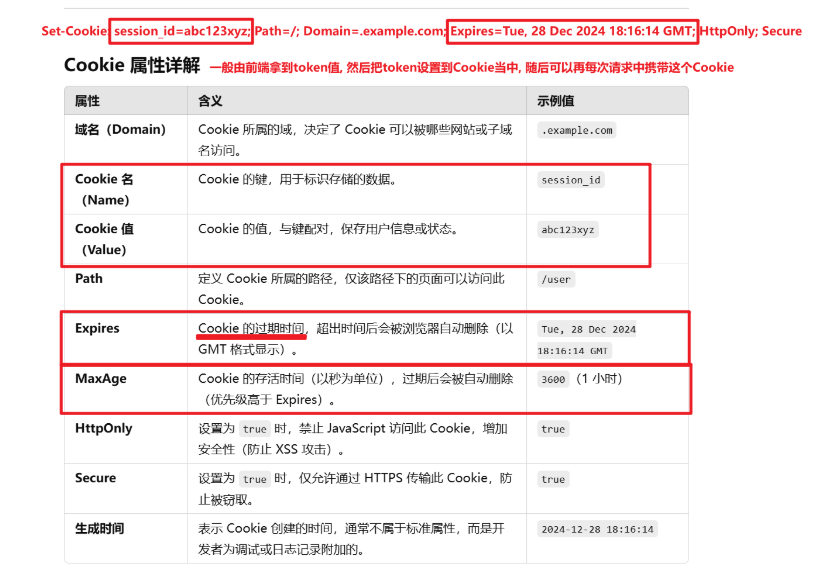 Set-Cookie: session_id=abc123xyz; Path=/; Domain=.example.com; Expires=Tue, 28 Dec 2024 18:16:14 GMT; HttpOnly; Secure
Cookie 属性详解 一般由前端拿到token值, 然后把token设置到Cookie当中, 随后可以再每次请求中携带这个Cookie
属性 含义 示例值
域名（Domain） Cookie 所属的域，决定了 Cookie 可以被哪些网站或子域 .example.com
名访问。
Cookie 名 Cookie 的键，用于标识存储的数据。 session_id
（Name）
Cookie 值 Cookie 的值，与键配对，保存用户信息或状态。 abc123xyz
（Value）
Path 定义 Cookie 所属的路径，仅该路径下的页面可以访问此 /user
Cookie。
Expires Cookie 的过期时间，超出时间后会被浏览器自动删除（以 Tue, 28 Dec 2024
GMT 格式显示）。 18:16:14 GMT
MaxAge Cookie 的存活时间（以秒为单位），过期后会被自动删除 3600 （1 小时）
（优先级高于 Expires）。
HttpOnly 设置为 true 时，禁止 JavaScript 访问此 Cookie，增加 true
安全性（防止 XSS 攻击）。
Secure 设置为 true 时，仅允许通过 HTTPS 传输此 Cookie，防 true
止被窃取。
生成时间 表示 Cookie 创建的时间，通常不属于标准属性，而是开 2024-12-28 18:16:14
发者为调试或日志记录附加的。